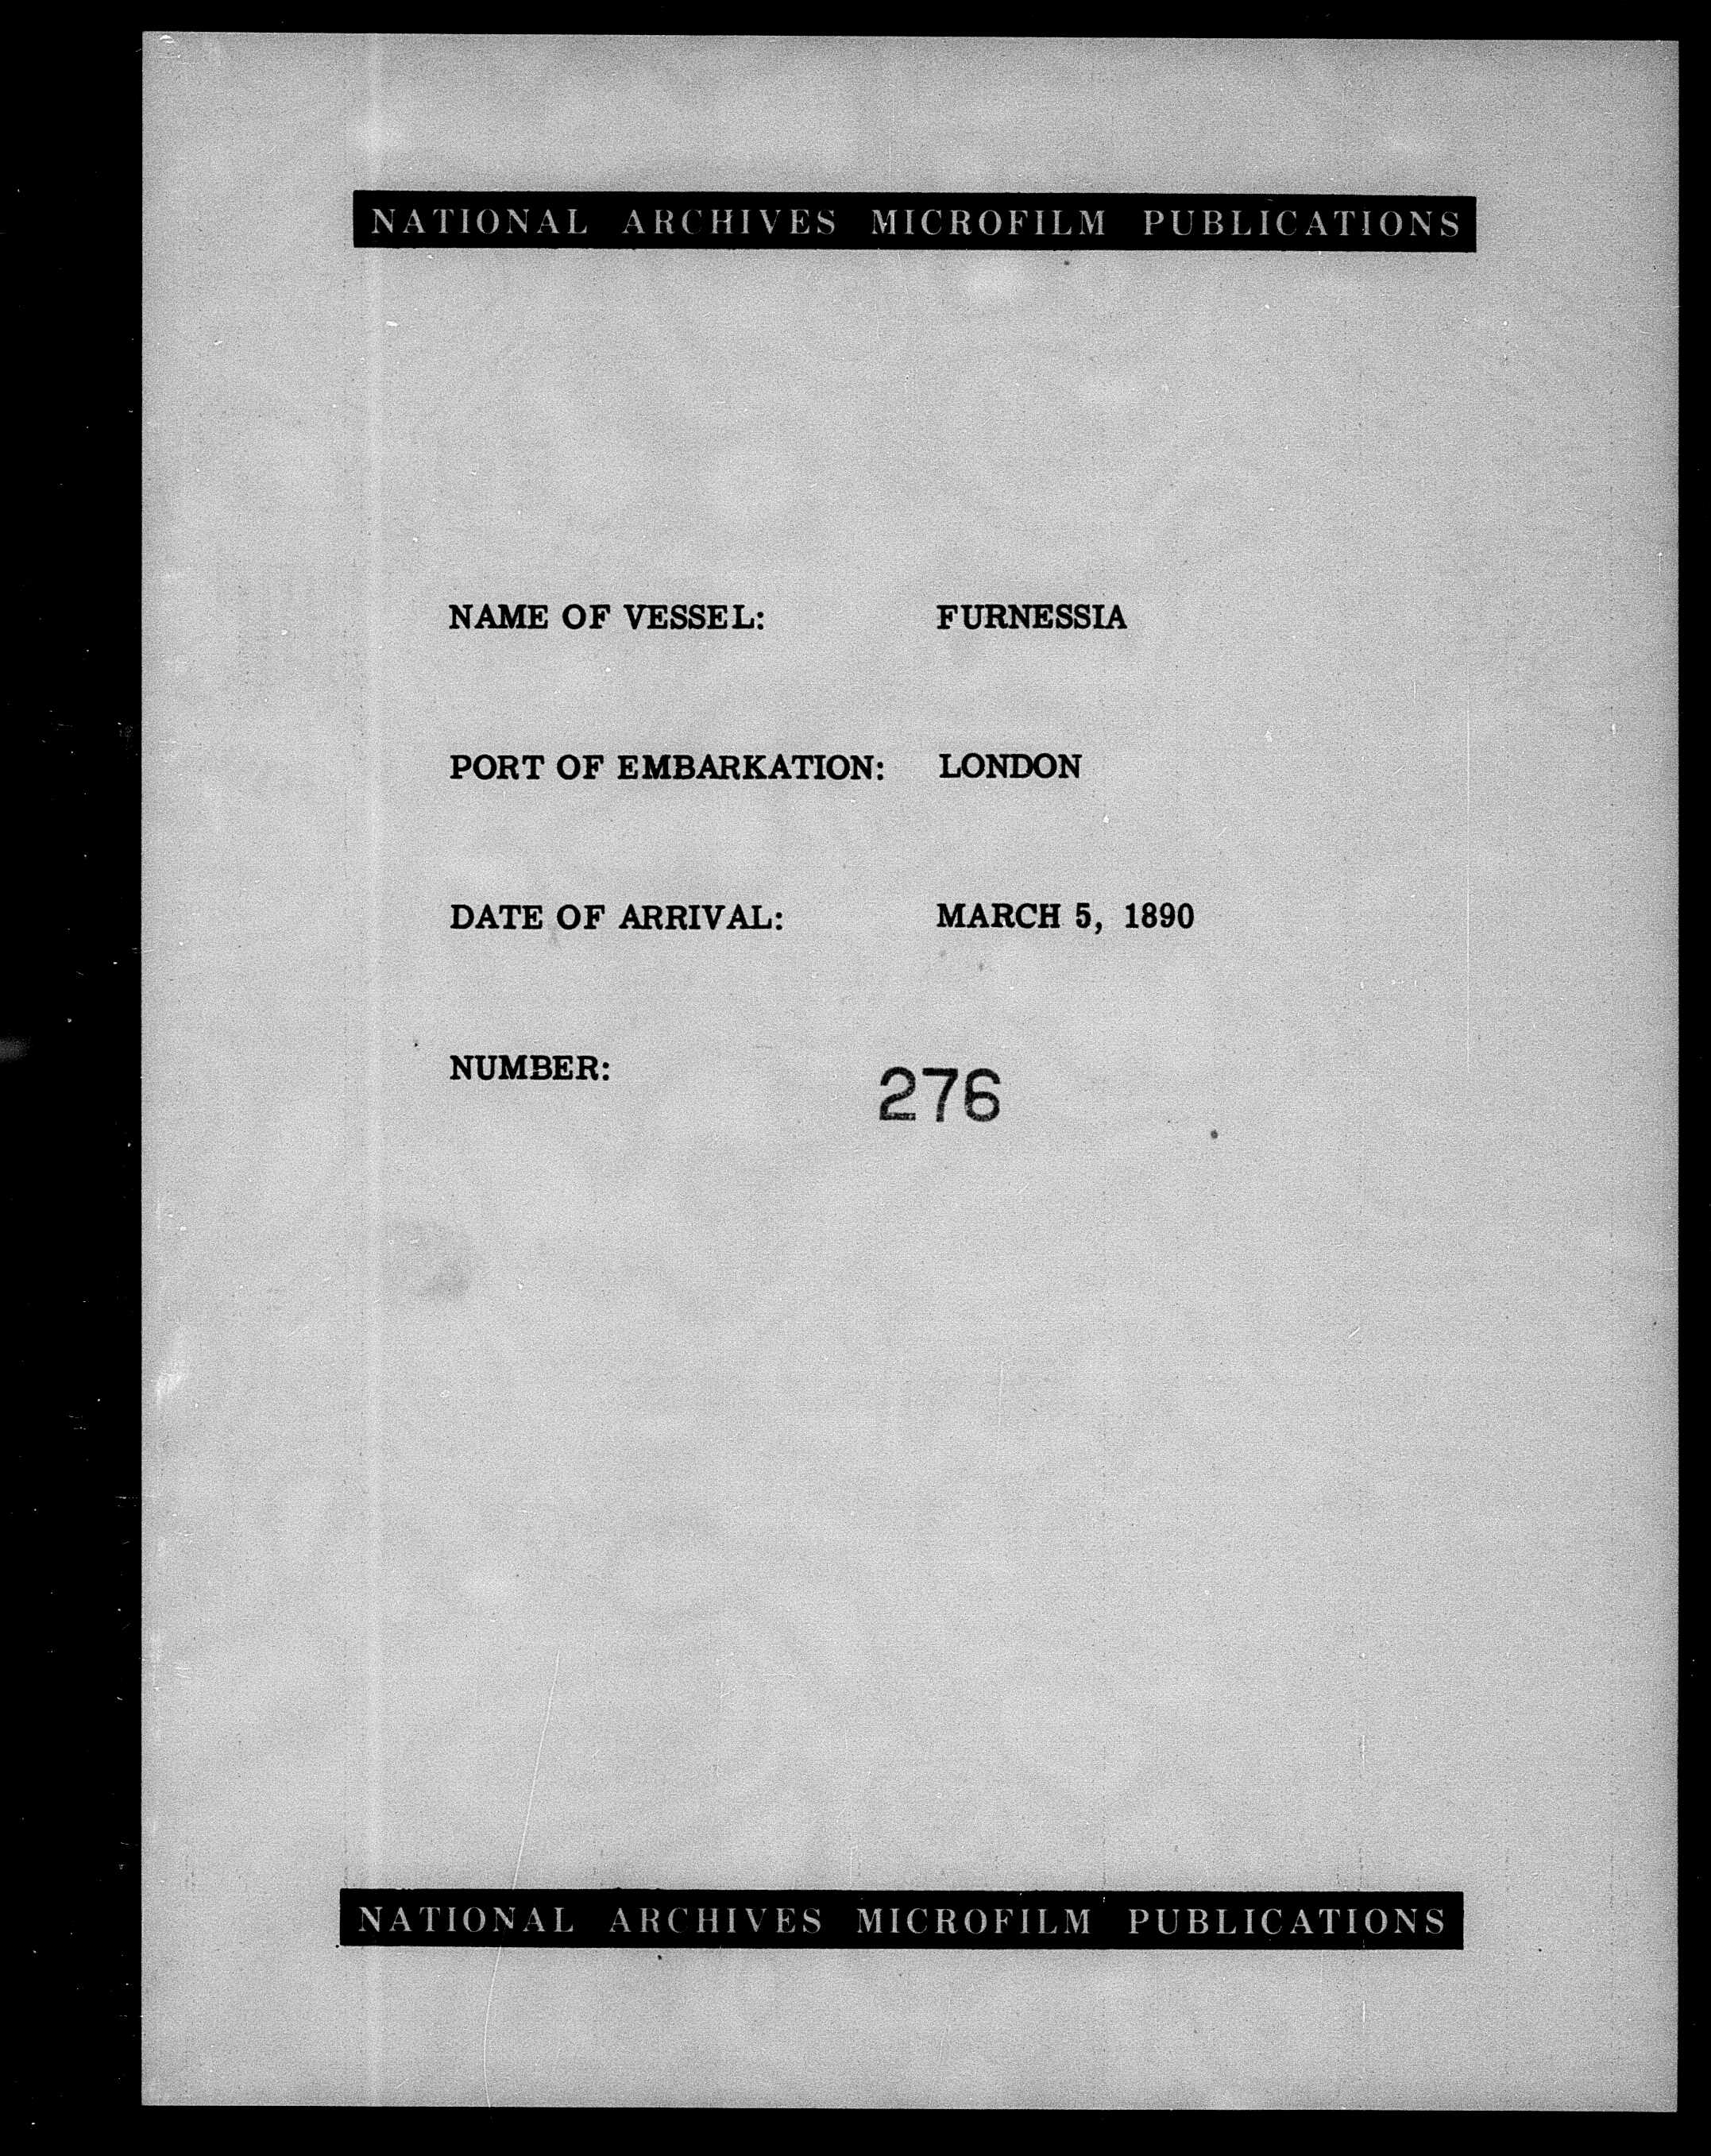 NATIONAL ARCHIVES MICROFILM PUBLICATIONS
NAME OF VESSEL: FURNESSIA
PORT OF EMBARKATION: LONDON
DATE OF ARRIVAL: MARCH 5, 1890
NUMBER: 276
NATIONAL ARCHIVES MICROFILM PUBLICATIONS